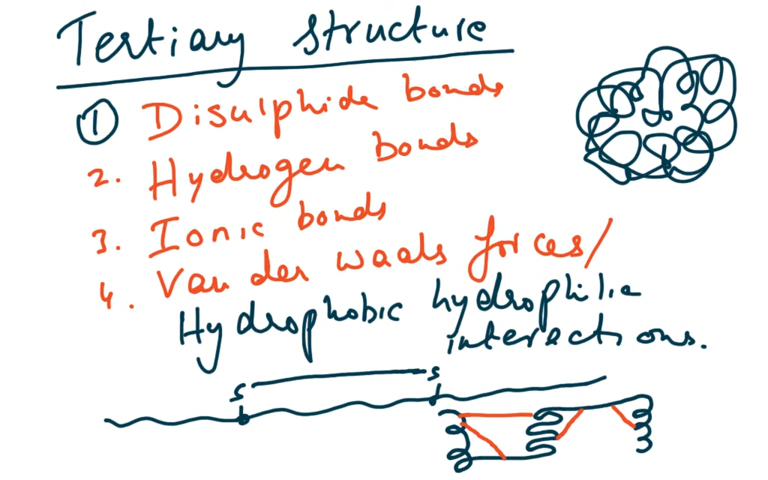 Tertiary structure
1 Disulphide bonds
2. Hydrogen bonds
3. Ionic bonds
4. Van der waals forces/
Hydrophobic hydrophilic
interactions.
S S